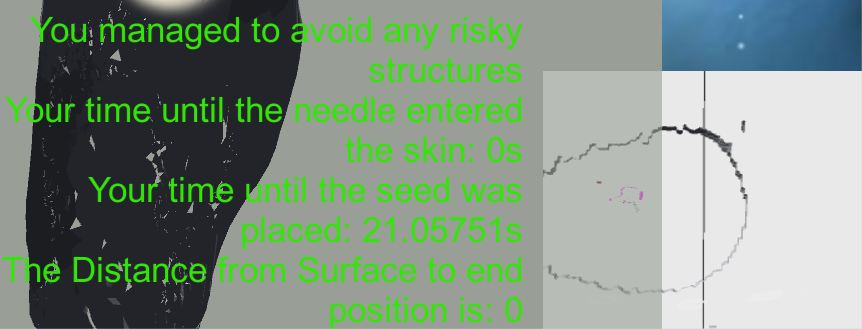 You managed to avoid any risky
structures
Your time until the needle entered
the skin: 0s
Your time until the seed was
placed: 21.05751s
The Distance from Surface to end
position is: 0